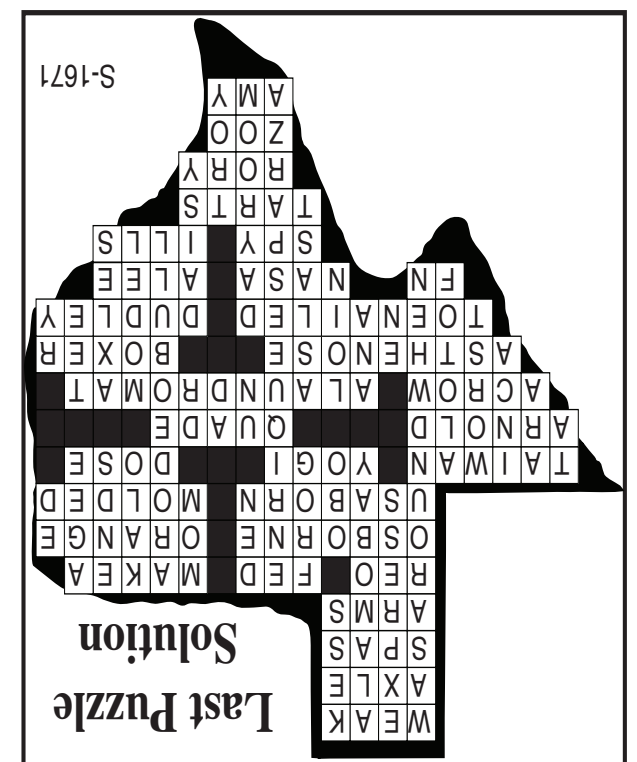 Last Puzzle
Solution
WEAK
AXLE
SPAS
ARMS
REO FED MAKEA
OSBORNE ORANGE
USABORN MOLDED
TAIWAN YOGI DOSE
ARNOLD QUADE
ACROW ALAUNDROMAT
ASTHENOSE BOXER
TOENAILED DUDLEY
FN NASA ALEE
SPY ILLS
TARTS
RORY
ZOO
AMY
S-1671